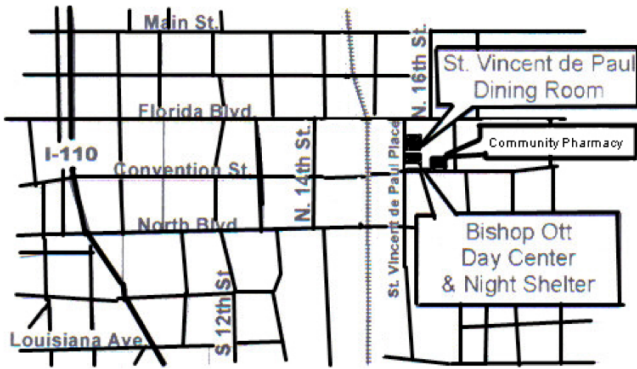 Main St.
N. 16th St.
St. Vincent de Paul
Dining Room
Florida Blvd.
Community Pharmacy
I-110
Convention St.
N. 14th St.
St. Vincent de Paul Place
North Blvd
Bishop Ott
Day Center
& Night Shelter
S 12th St
Louisiana Ave